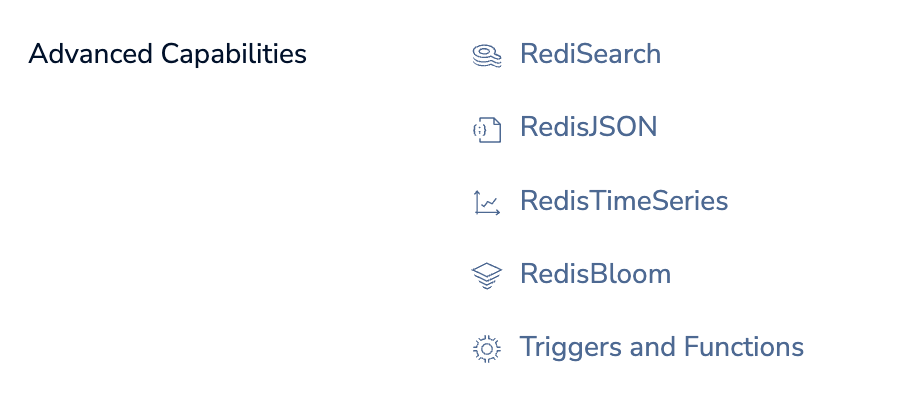 Advanced Capabilities
RediSearch
RedisJSON
RedisTimeSeries
RedisBloom
Triggers and Functions